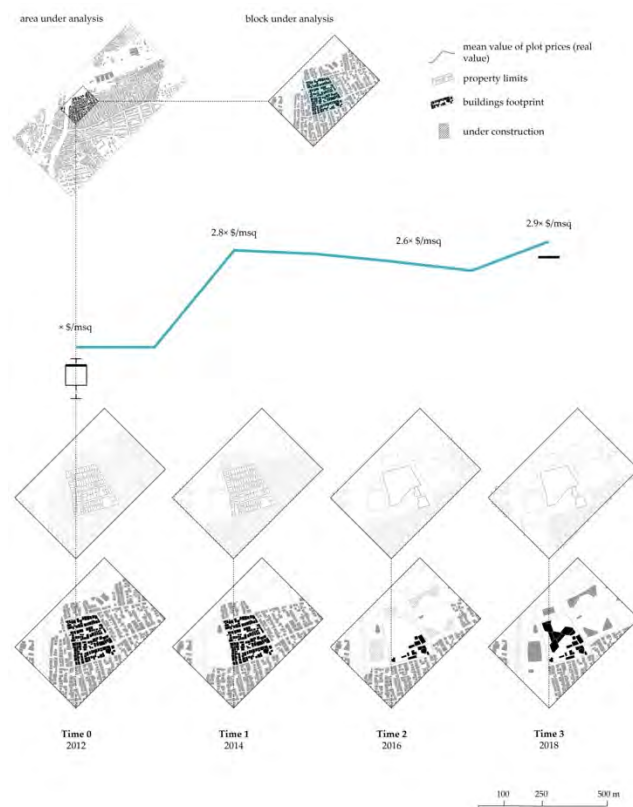 area under analysis
block under analysis
mean value of plot prices (real
value)
property limits
buildings footprint
under construction
2.8× $/msq
2.6× $/msq
2.9× $/msq
× $/msq
Time 0
2012
Time 1
2014
Time 2
2016
Time 3
2018
100 250 500 m